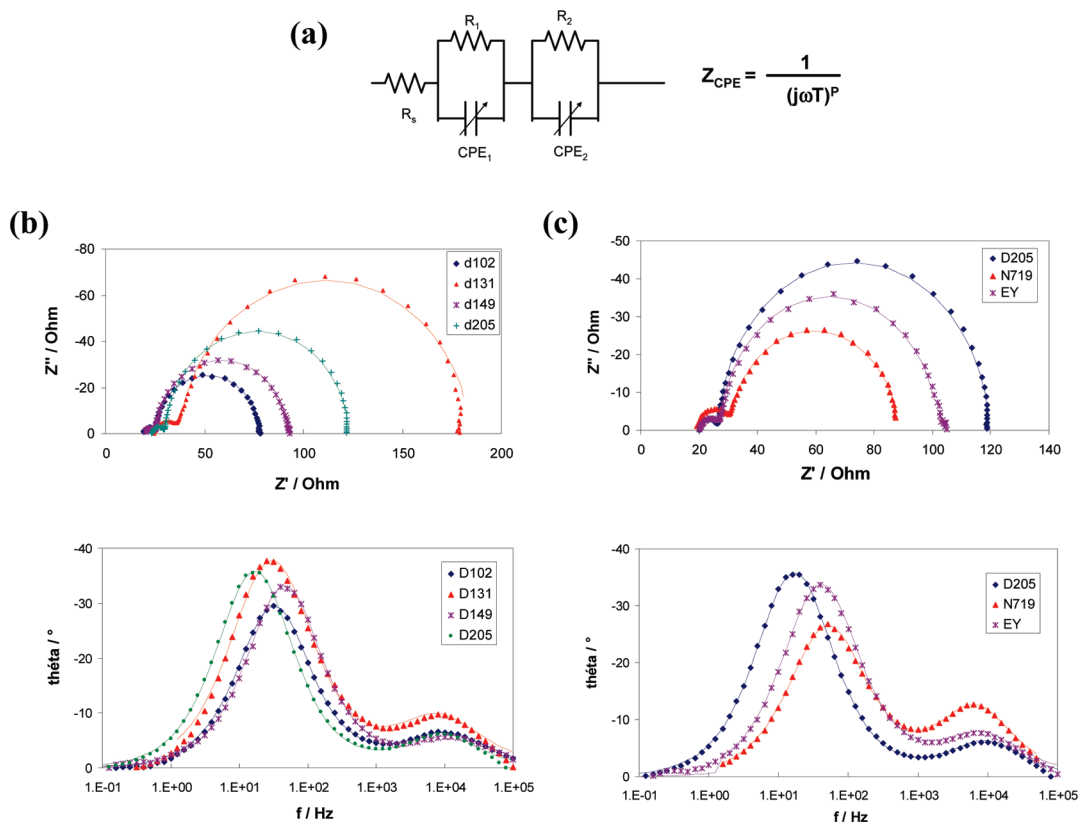 (a)
R1
R2
Rs
CPE1
CPE2
ZCPE = 1 / (jωT)^P
(b)
-80
-60
-40
-20
0
0 50 100 150 200
Z'' / Ohm
Z' / Ohm
d102
d131
d149
d205
(c)
-50
-40
-30
-20
-10
0
0 20 40 60 80 100 120 140
Z'' / Ohm
Z' / Ohm
D205
N719
EY
-40
-30
-20
-10
0
1.E-01 1.E+00 1.E+01 1.E+02 1.E+03 1.E+04 1.E+05
théta / °
f / Hz
D102
D131
D149
D205
-40
-30
-20
-10
0
1.E-01 1.E+00 1.E+01 1.E+02 1.E+03 1.E+04 1.E+05
théta / °
f / Hz
D205
N719
EY